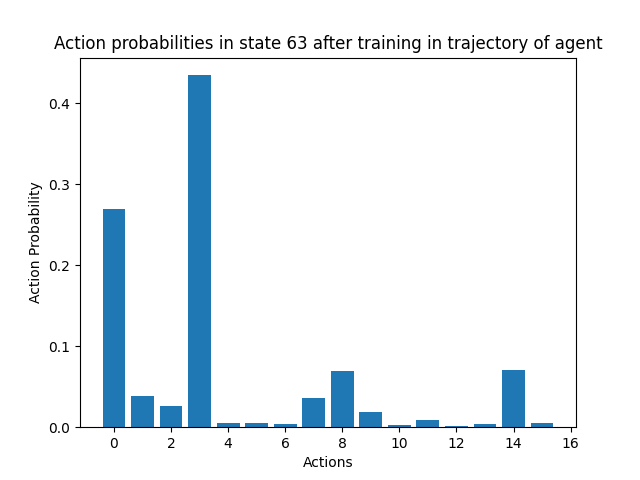 Action probabilities in state 63 after training in trajectory of agent
Action Probability
0.4
0.3
0.2
0.1
0.0
0 2 4 6 8 10 12 14 16
Actions